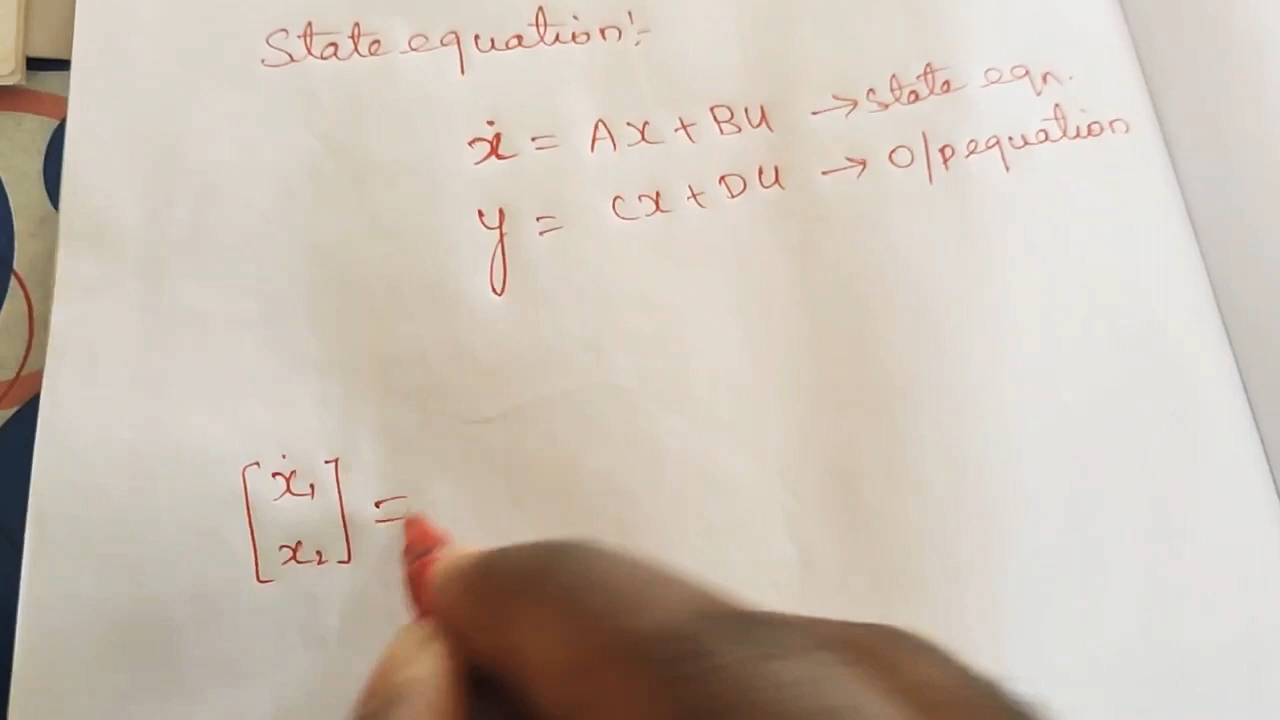 State equation:-
ẋ = Ax + BU → state eqn.
y = Cx + DU → O/p equation
[ẋ₁
x₂] =